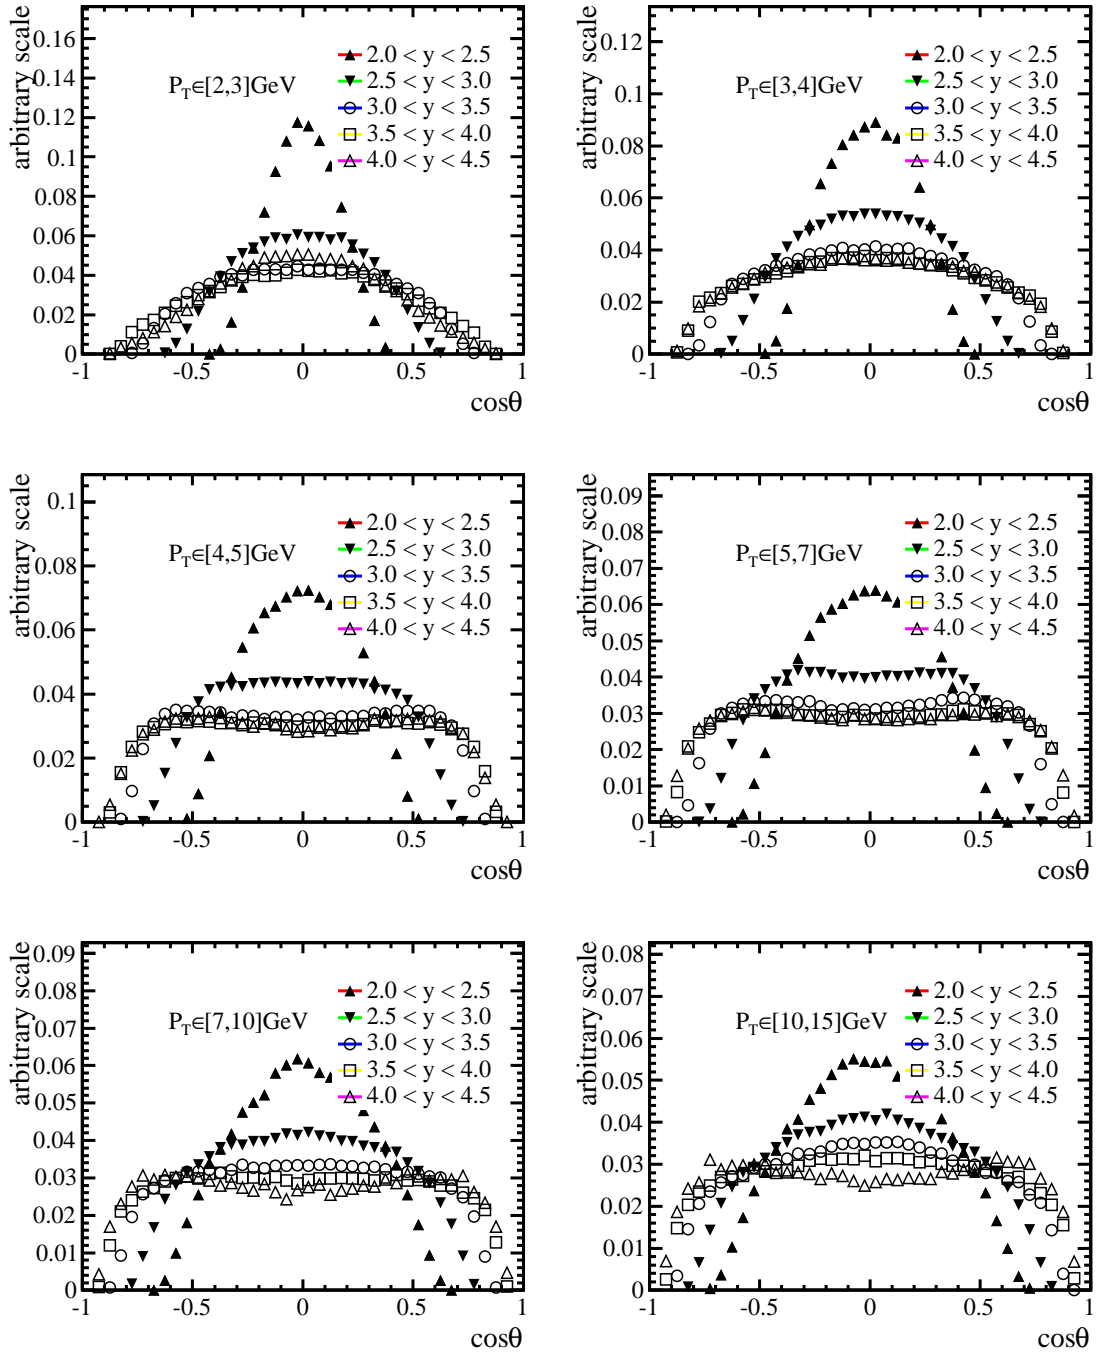 arbitrary scale
0.16
0.14
0.12
0.1
0.08
0.06
0.04
0.02
0
P_T∈[2,3]GeV
2.0 < y < 2.5
2.5 < y < 3.0
3.0 < y < 3.5
3.5 < y < 4.0
4.0 < y < 4.5
-1 -0.5 0 0.5 1
cosθ
arbitrary scale
0.12
0.1
0.08
0.06
0.04
0.02
0
P_T∈[3,4]GeV
2.0 < y < 2.5
2.5 < y < 3.0
3.0 < y < 3.5
3.5 < y < 4.0
4.0 < y < 4.5
-1 -0.5 0 0.5 1
cosθ
arbitrary scale
0.1
0.08
0.06
0.04
0.02
0
P_T∈[4,5]GeV
2.0 < y < 2.5
2.5 < y < 3.0
3.0 < y < 3.5
3.5 < y < 4.0
4.0 < y < 4.5
-1 -0.5 0 0.5 1
cosθ
arbitrary scale
0.09
0.08
0.07
0.06
0.05
0.04
0.03
0.02
0.01
0
P_T∈[5,7]GeV
2.0 < y < 2.5
2.5 < y < 3.0
3.0 < y < 3.5
3.5 < y < 4.0
4.0 < y < 4.5
-1 -0.5 0 0.5 1
cosθ
arbitrary scale
0.09
0.08
0.07
0.06
0.05
0.04
0.03
0.02
0.01
0
P_T∈[7,10]GeV
2.0 < y < 2.5
2.5 < y < 3.0
3.0 < y < 3.5
3.5 < y < 4.0
4.0 < y < 4.5
-1 -0.5 0 0.5 1
cosθ
arbitrary scale
0.08
0.07
0.06
0.05
0.04
0.03
0.02
0.01
0
P_T∈[10,15]GeV
2.0 < y < 2.5
2.5 < y < 3.0
3.0 < y < 3.5
3.5 < y < 4.0
4.0 < y < 4.5
-1 -0.5 0 0.5 1
cosθ